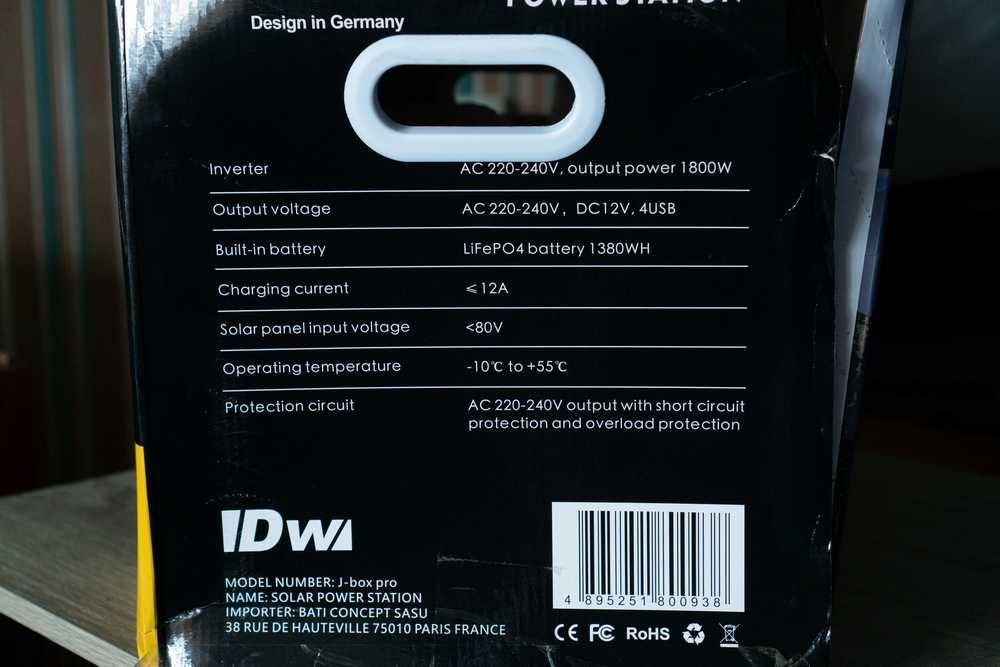 POWER STATION
Design in Germany
Inverter AC 220-240V, output power 1800W
Output voltage AC 220-240V, DC12V, 4USB
Built-in battery LiFePO4 battery 1380WH
Charging current ≤12A
Solar panel input voltage <80V
Operating temperature -10℃ to +55℃
Protection circuit AC 220-240V output with short circuit
protection and overload protection
IDW
MODEL NUMBER: J-box pro
NAME: SOLAR POWER STATION
IMPORTER: BATI CONCEPT SASU
38 RUE DE HAUTEVILLE 75010 PARIS FRANCE
4 895251 800938
CE FC RoHS